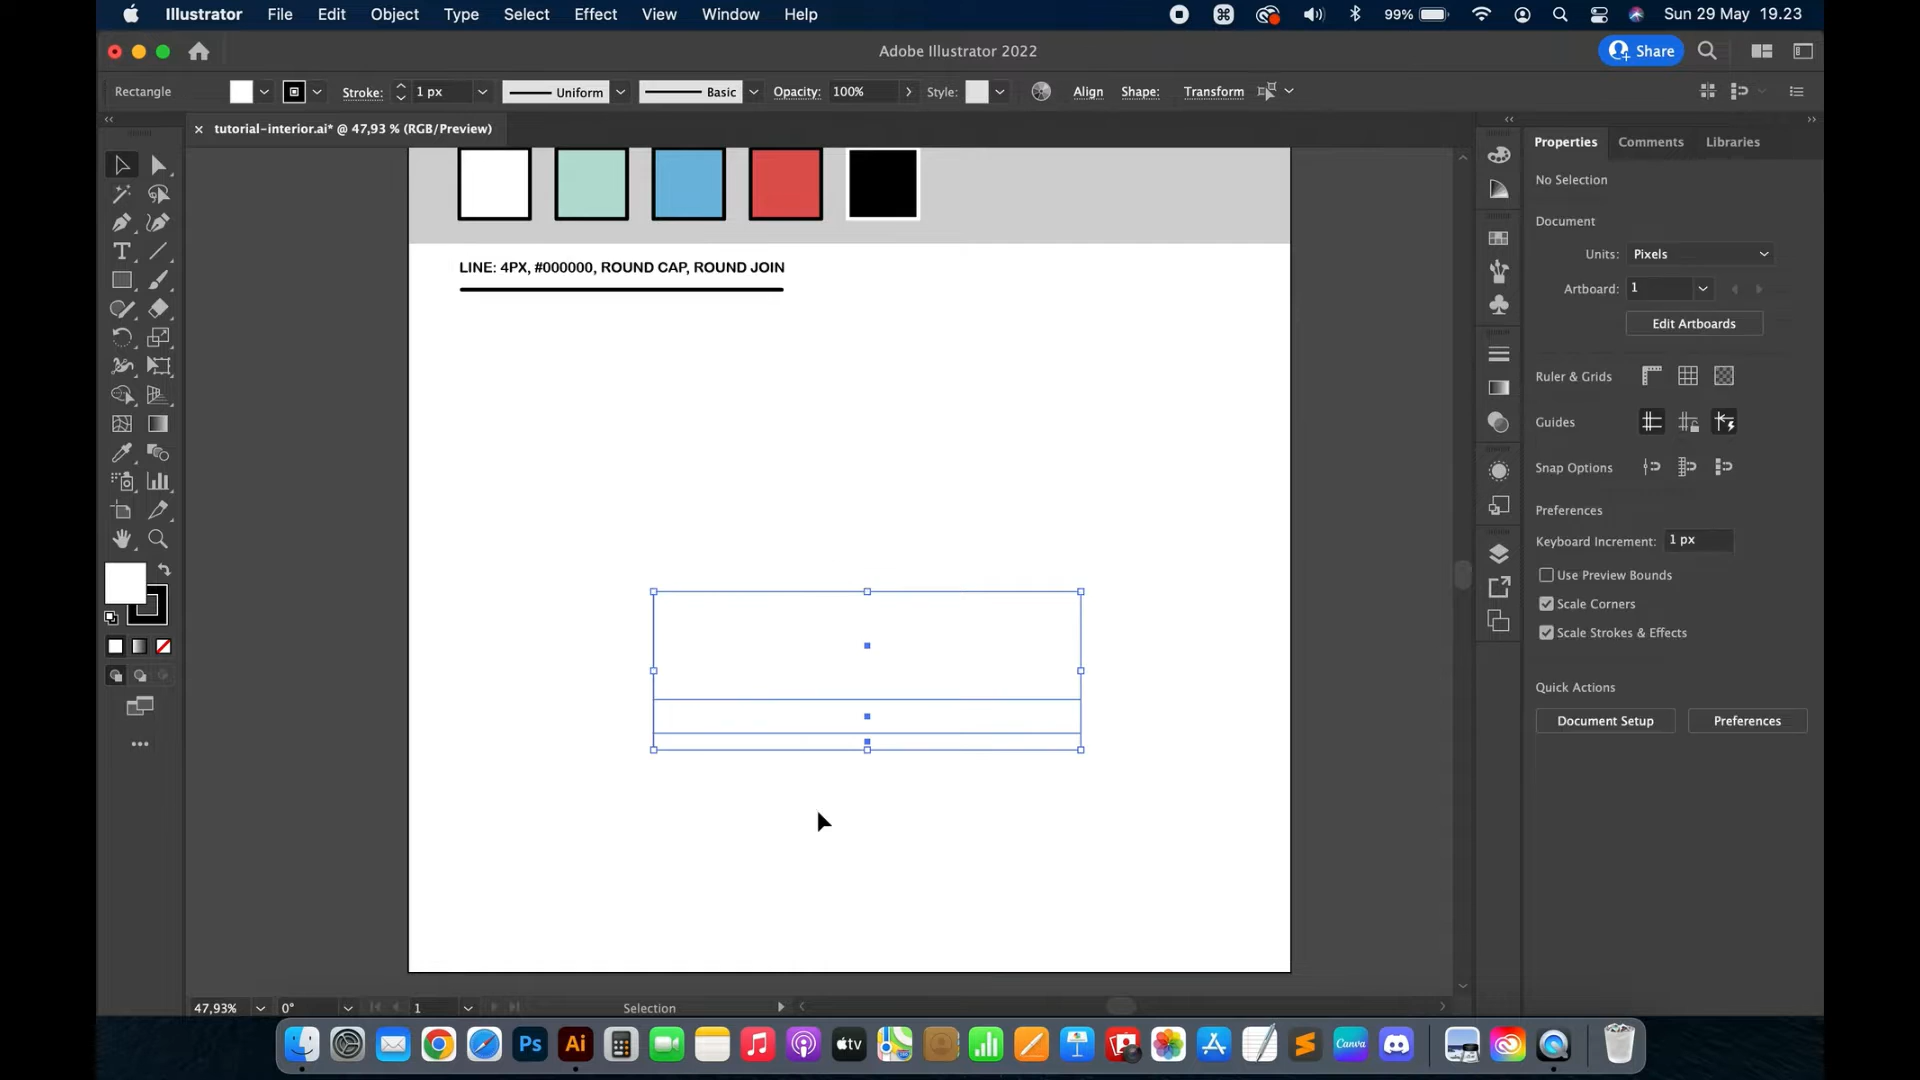 Illustrator File Edit Object Type Select Effect View Window Help 99% Sun 29 May 19.23
Adobe Illustrator 2022
Share
Rectangle Stroke: 1 px Uniform Basic Opacity: 100% Style: Align Shape: Transform
tutorial-interior.ai* @ 47,93 % (RGB/Preview)
Properties Comments Libraries
No Selection
Document
Units: Pixels
Artboard: 1
Edit Artboards
Ruler & Grids
Guides
Snap Options
Preferences
Keyboard Increment: 1 px
Use Preview Bounds
Scale Corners
Scale Strokes & Effects
Quick Actions
Document Setup Preferences
LINE: 4PX, #000000, ROUND CAP, ROUND JOIN
47,93% 0° 1 Selection
Ps Ai tv Canva